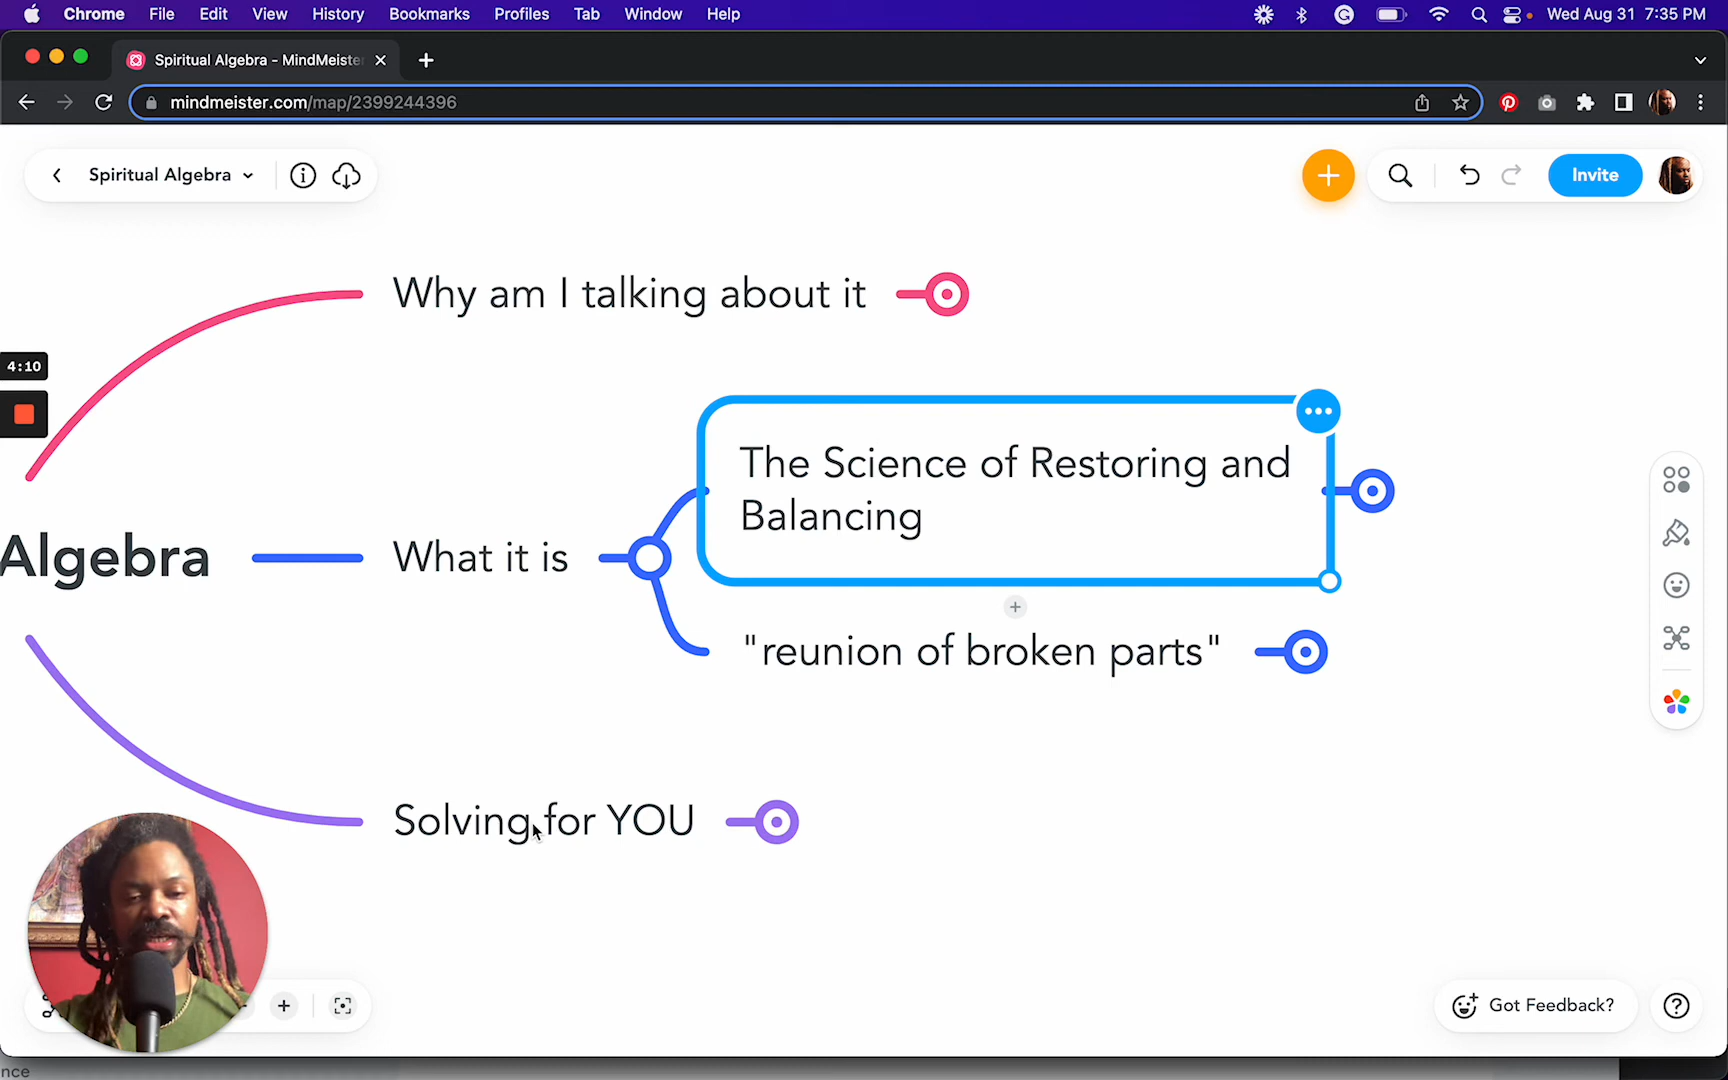 Chrome File Edit View History Bookmarks Profiles Tab Window Help Wed Aug 31 7:35 PM
Spiritual Algebra - MindMeiste
mindmeister.com/map/2399244396
Spiritual Algebra
Invite
Why am I talking about it
4:10
The Science of Restoring and
Balancing
Algebra
What it is
"reunion of broken parts"
Solving for YOU
Got Feedback?
nce